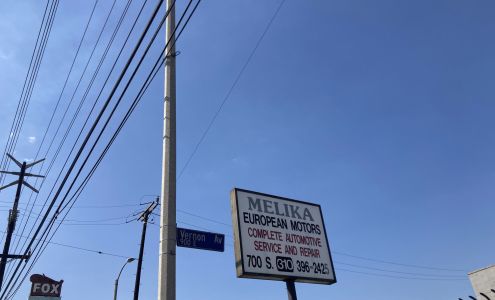 MELIKA
EUROPEAN MOTORS
COMPLETE AUTOMOTIVE
SERVICE AND REPAIR
700 S. 310 396-2425
Vernon Av
FOX